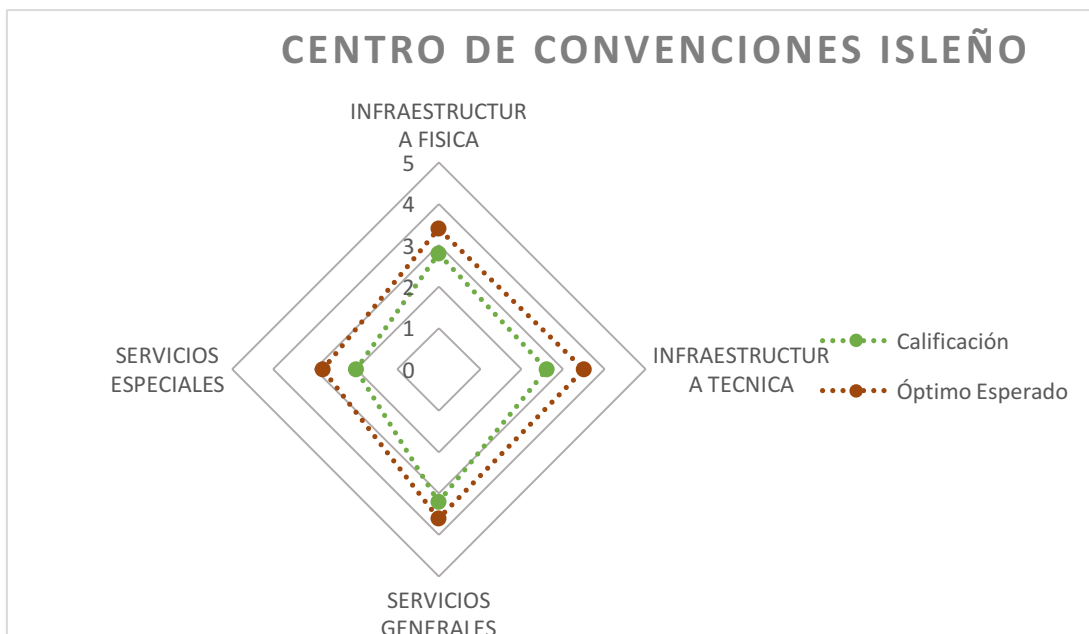 CENTRO DE CONVENCIONES ISLEÑO
INFRAESTRUCTUR
A FISICA
5
4
3
2
1
0
SERVICIOS
ESPECIALES
INFRAESTRUCTUR
A TECNICA
Calificación
Óptimo Esperado
SERVICIOS
GENERALES